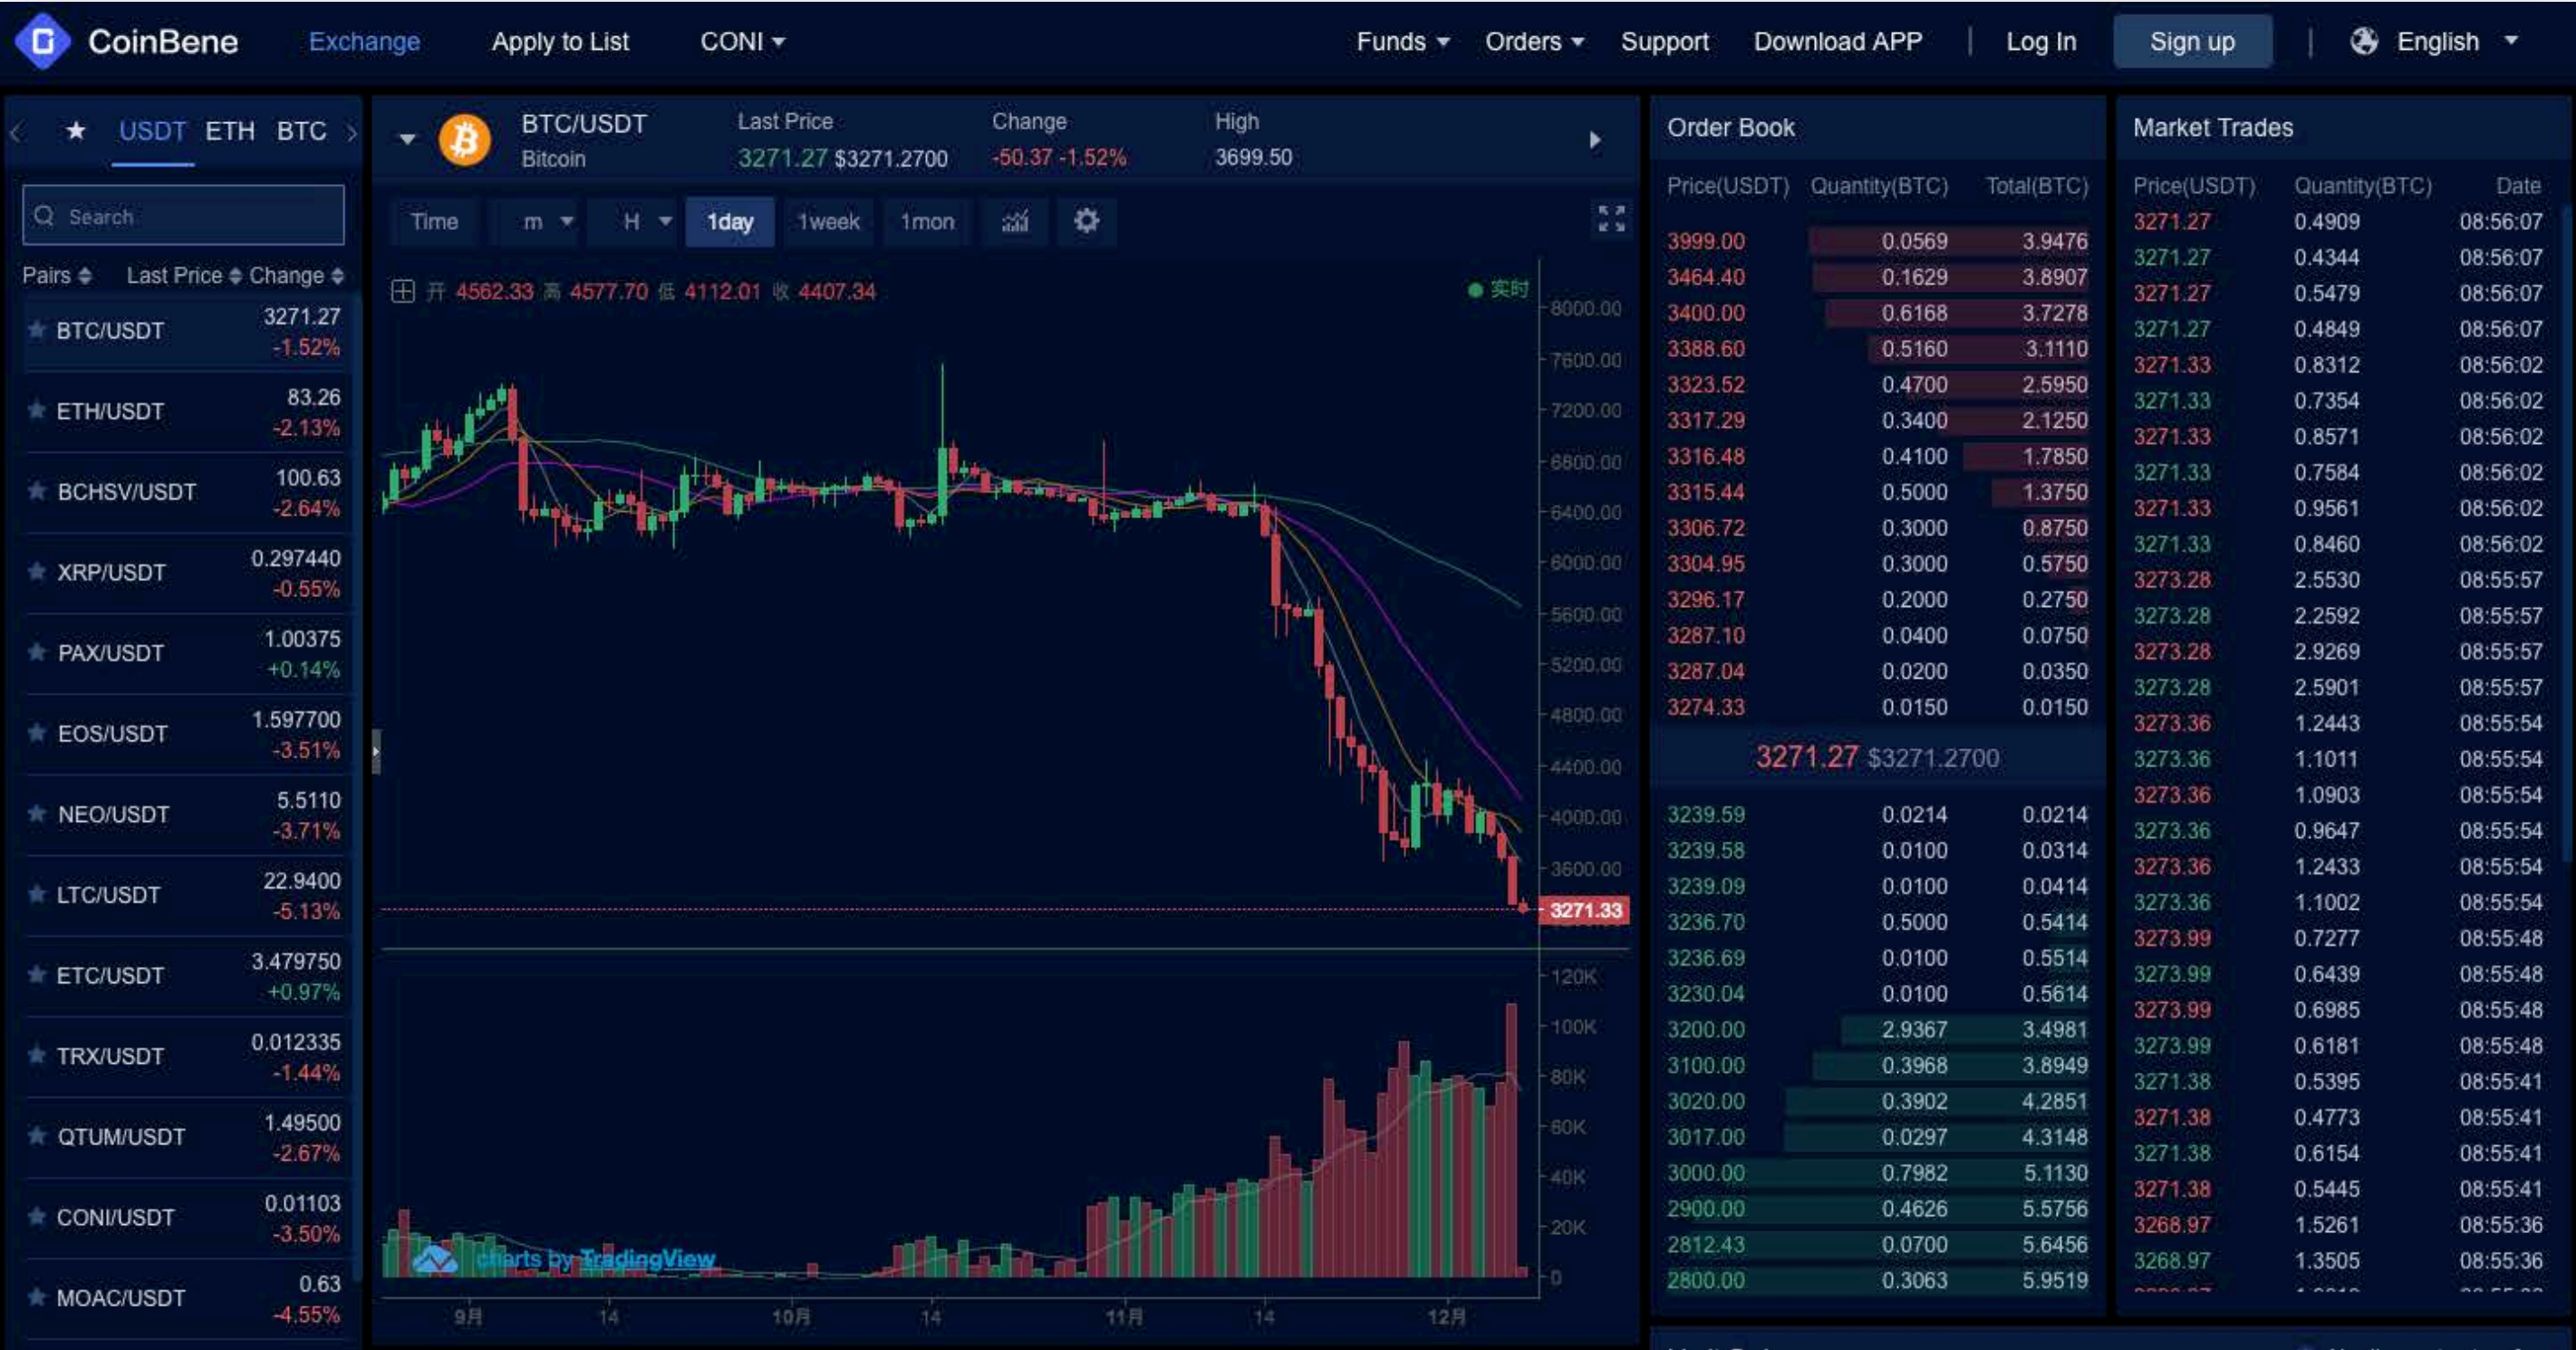 CoinBene Exchange Apply to List CONI Funds Orders Support Download APP Log In Sign up English
USDT ETH BTC
Search
Pairs Last Price Change
BTC/USDT 3271.27
-1.52%
ETH/USDT 83.26
-2.13%
BCHSV/USDT 100.63
-2.64%
XRP/USDT 0.297440
-0.55%
PAX/USDT 1.00375
+0.14%
EOS/USDT 1.597700
-3.51%
NEO/USDT 5.5110
-3.71%
LTC/USDT 22.9400
-5.13%
ETC/USDT 3.479750
+0.97%
TRX/USDT 0.012335
-1.44%
QTUM/USDT 1.49500
-2.67%
CONI/USDT 0.01103
-3.50%
MOAC/USDT 0.63
-4.55%
BTC/USDT Last Price Change High
Bitcoin 3271.27 $3271.2700 -50.37 -1.52% 3699.50
Time m H 1day 1week 1mon
开 4562.33 高 4577.70 低 4112.01 收 4407.34 实时
8000.00
7600.00
7200.00
6800.00
6400.00
6000.00
5600.00
5200.00
4800.00
4400.00
4000.00
3600.00
3271.33
120K
100K
80K
60K
40K
20K
0
charts by TradingView
9月 14 10月 14 11月 14 12月
Order Book
Price(USDT) Quantity(BTC) Total(BTC)
3999.00 0.0569 3.9476
3464.40 0.1629 3.8907
3400.00 0.6168 3.7278
3388.60 0.5160 3.1110
3323.52 0.4700 2.5950
3317.29 0.3400 2.1250
3316.48 0.4100 1.7850
3315.44 0.5000 1.3750
3306.72 0.3000 0.8750
3304.95 0.3000 0.5750
3296.17 0.2000 0.2750
3287.10 0.0400 0.0750
3287.04 0.0200 0.0350
3274.33 0.0150 0.0150
3271.27 $3271.2700
3239.59 0.0214 0.0214
3239.58 0.0100 0.0314
3239.09 0.0100 0.0414
3236.70 0.5000 0.5414
3236.69 0.0100 0.5514
3230.04 0.0100 0.5614
3200.00 2.9367 3.4981
3100.00 0.3968 3.8949
3020.00 0.3902 4.2851
3017.00 0.0297 4.3148
3000.00 0.7982 5.1130
2900.00 0.4626 5.5756
2812.43 0.0700 5.6456
2800.00 0.3063 5.9519
Market Trades
Price(USDT) Quantity(BTC) Date
3271.27 0.4909 08:56:07
3271.27 0.4344 08:56:07
3271.27 0.5479 08:56:07
3271.27 0.4849 08:56:07
3271.33 0.8312 08:56:02
3271.33 0.7354 08:56:02
3271.33 0.8571 08:56:02
3271.33 0.7584 08:56:02
3271.33 0.9561 08:56:02
3271.33 0.8460 08:56:02
3273.28 2.5530 08:55:57
3273.28 2.2592 08:55:57
3273.28 2.9269 08:55:57
3273.28 2.5901 08:55:57
3273.36 1.2443 08:55:54
3273.36 1.1011 08:55:54
3273.36 1.0903 08:55:54
3273.36 0.9647 08:55:54
3273.36 1.2433 08:55:54
3273.36 1.1002 08:55:54
3273.99 0.7277 08:55:48
3273.99 0.6439 08:55:48
3273.99 0.6985 08:55:48
3273.99 0.6181 08:55:48
3271.38 0.5395 08:55:41
3271.38 0.4773 08:55:41
3271.38 0.6154 08:55:41
3271.38 0.5445 08:55:41
3268.97 1.5261 08:55:36
3268.97 1.3505 08:55:36